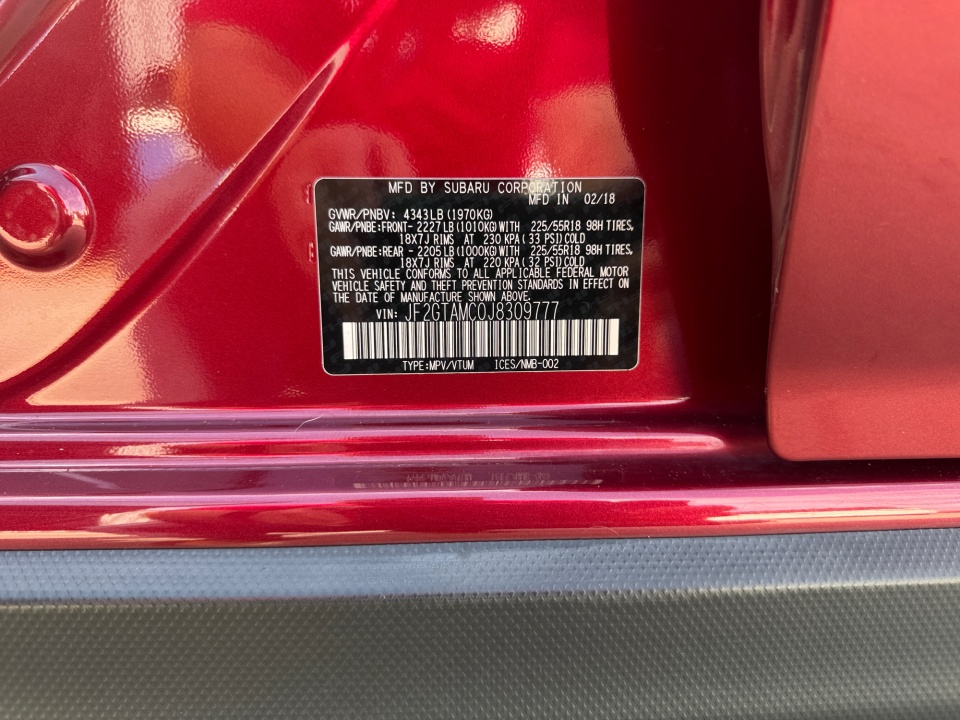 MFD BY SUBARU CORPORATION
MFD IN 02/18
GVWR/PNBV: 4343LB (1970KG)
GAWR/PNBE:FRONT- 2227LB (1010KG)WITH 225/55R18 98H TIRES,
18X7J RIMS AT 230 KPA( 33 PSI)COLD
GAWR/PNBE:REAR - 2205LB (1000KG)WITH 225/55R18 98H TIRES,
18X7J RIMS AT 220 KPA( 32 PSI)COLD
THIS VEHICLE CONFORMS TO ALL APPLICABLE FEDERAL MOTOR
VEHICLE SAFETY AND THEFT PREVENTION STANDARDS IN EFFECT ON
THE DATE OF MANUFACTURE SHOWN ABOVE.
VIN: JF2GTAMC0J8309777
TYPE:MPV/VTUM ICES/NMB-002